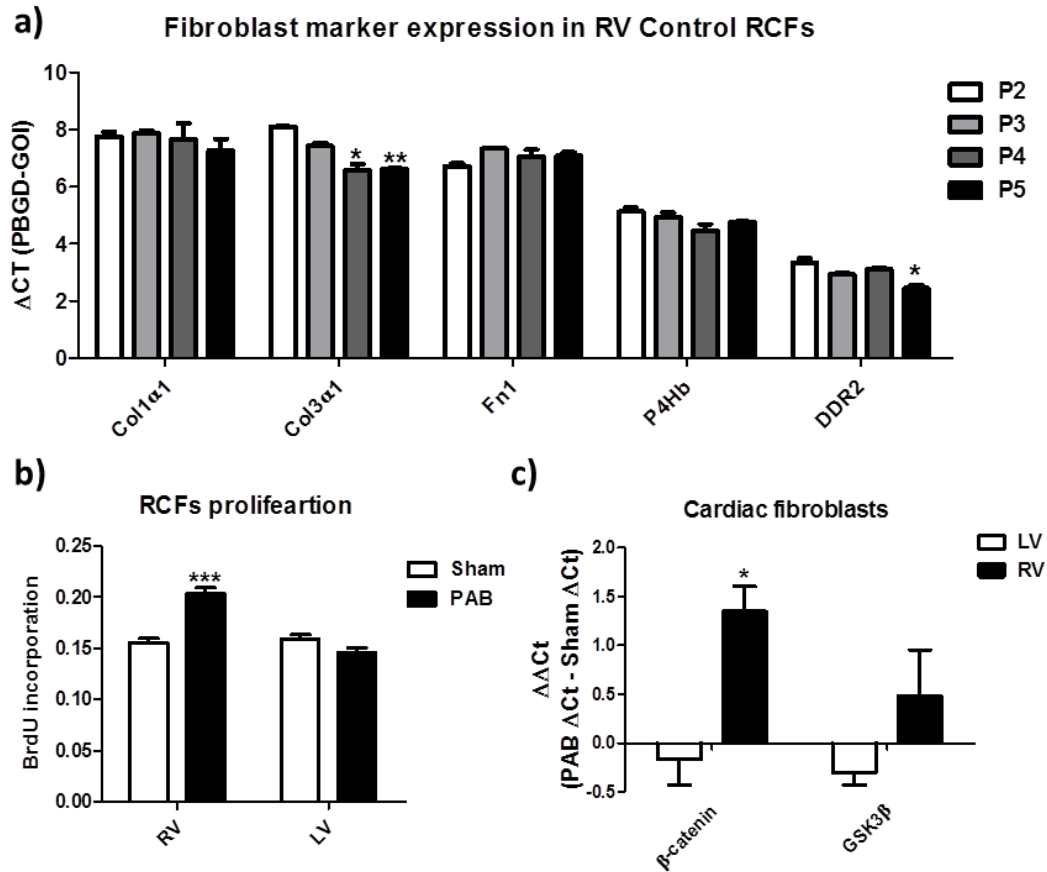 a)
Fibroblast marker expression in RV Control RCFs
ΔCT (PBGD-GOI)
10
8
6
4
2
0
*
**
*
Col1α1
Col3α1
Fn1
P4Hb
DDR2
P2
P3
P4
P5
b)
RCFs prolifeartion
BrdU incorporation
0.25
0.20
0.15
0.10
0.05
0.00
***
RV
LV
Sham
PAB
c)
Cardiac fibroblasts
ΔΔCt
(PAB ΔCt - Sham ΔCt)
2.0
1.5
1.0
0.5
0.0
-0.5
*
β-catenin
GSK3β
LV
RV